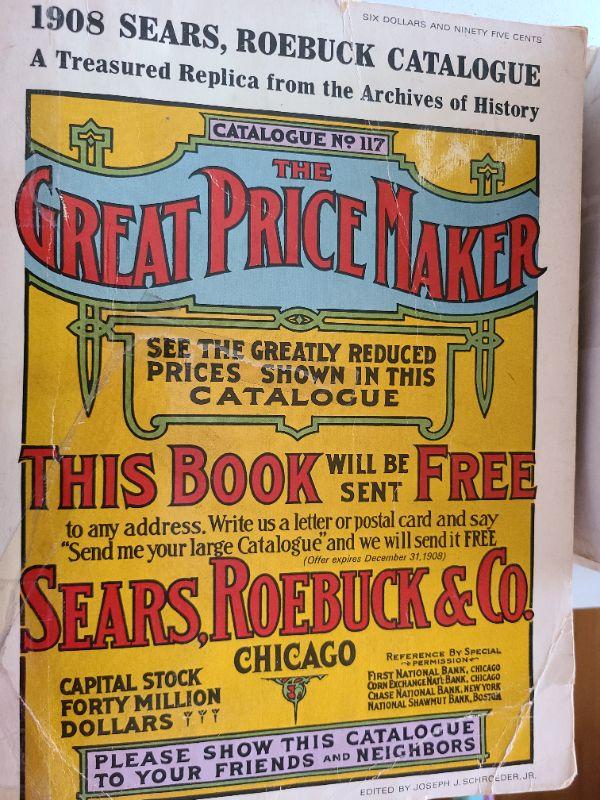 SIX DOLLARS AND NINETY FIVE CENTS
1908 SEARS, ROEBUCK CATALOGUE
A Treasured Replica from the Archives of History
CATALOGUE No 117
THE
GREAT PRICE MAKER
SEE THE GREATLY REDUCED
PRICES SHOWN IN THIS
CATALOGUE
THIS BOOK WILL BE SENT FREE
to any address. Write us a letter or postal card and say
"Send me your large Catalogue" and we will send it FREE
(Offer expires December 31, 1908)
SEARS, ROEBUCK & CO.
CHICAGO
CAPITAL STOCK
FORTY MILLION
DOLLARS
REFERENCE BY SPECIAL
PERMISSION
FIRST NATIONAL BANK, CHICAGO
CORN EXCHANGE NAT'L BANK, CHICAGO
CHASE NATIONAL BANK, NEW YORK
NATIONAL SHAWMUT BANK, BOSTON
PLEASE SHOW THIS CATALOGUE
TO YOUR FRIENDS AND NEIGHBORS
EDITED BY JOSEPH J. SCHROEDER, JR.